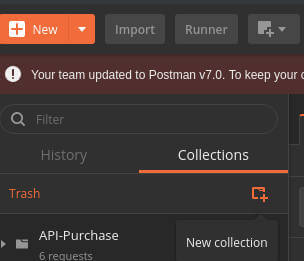 New
Import
Runner
Your team updated to Postman v7.0. To keep your
Filter
History
Collections
Trash
New collection
API-Purchase
6 requests